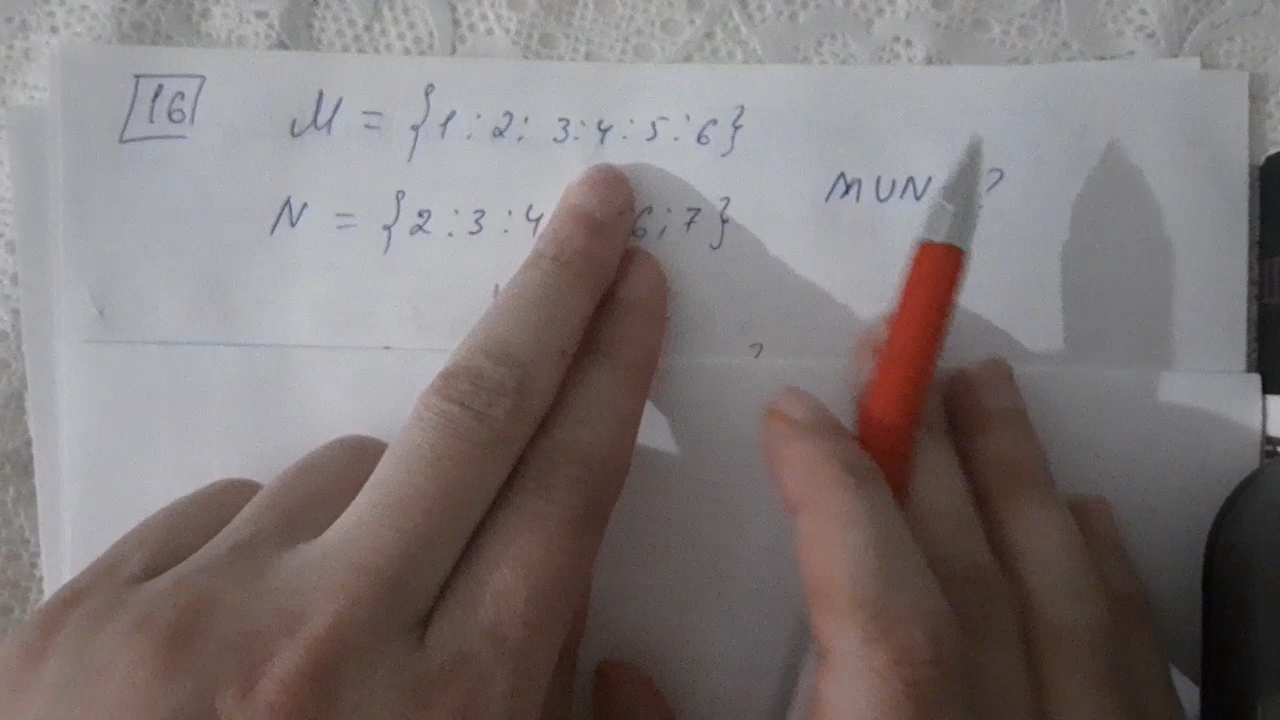 16 M = {1; 2; 3; 4; 5; 6}
N = {2; 3; 4 6; 7}
MUN ?
?